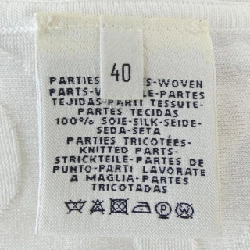 40
PARTIES -WOVEN
PARTS- -PARTES
TEJIDAS-PARTI TESSUTE-
PARTES TECIDAS
100% SOIE-SILK-SEIDE-
SEDA-SETA
PARTIES TRICOTÉES-
KNITTED PARTS-
STRICKTEILE-PARTES DE
PUNTO-PARTI LAVORATE
A MAGLIA-PARTES
TRICOTADAS